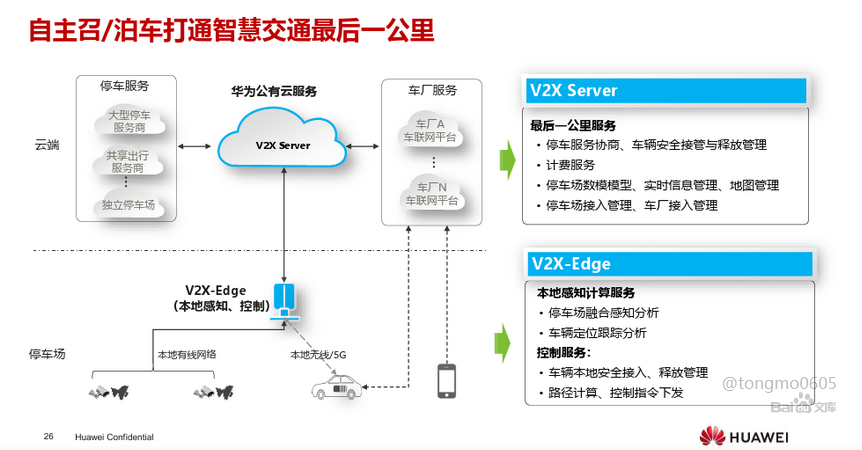 自主召/泊车打通智慧交通最后一公里
停车服务
大型停车
服务商
共享出行
服务商
独立停车场
云端
华为公有云服务
V2X Server
车厂服务
车厂A
车联网平台
车厂N
车联网平台
V2X Server
最后一公里服务
• 停车服务协商、车辆安全接管与释放管理
• 计费服务
• 停车场数模模型、实时信息管理、地图管理
• 停车场接入管理、车厂接入管理
V2X-Edge
（本地感知、控制）
停车场
本地有线网络
本地无线/5G
V2X-Edge
本地感知计算服务
• 停车场融合感知分析
• 车辆定位跟踪分析
控制服务：
• 车辆本地安全接入、释放管理
• 路径计算、控制指令下发
@tongmo0605
Bai文库
26
Huawei Confidential
HUAWEI